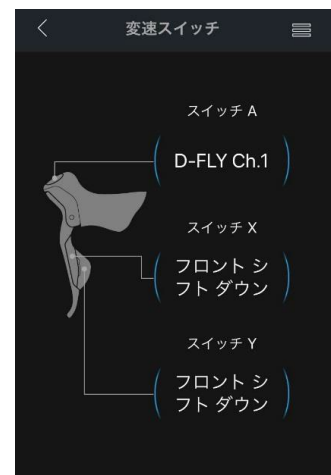 変速スイッチ
スイッチ A
D-FLY Ch.1
スイッチ X
フロント シ
フト ダウン
スイッチ Y
フロント シ
フト ダウン